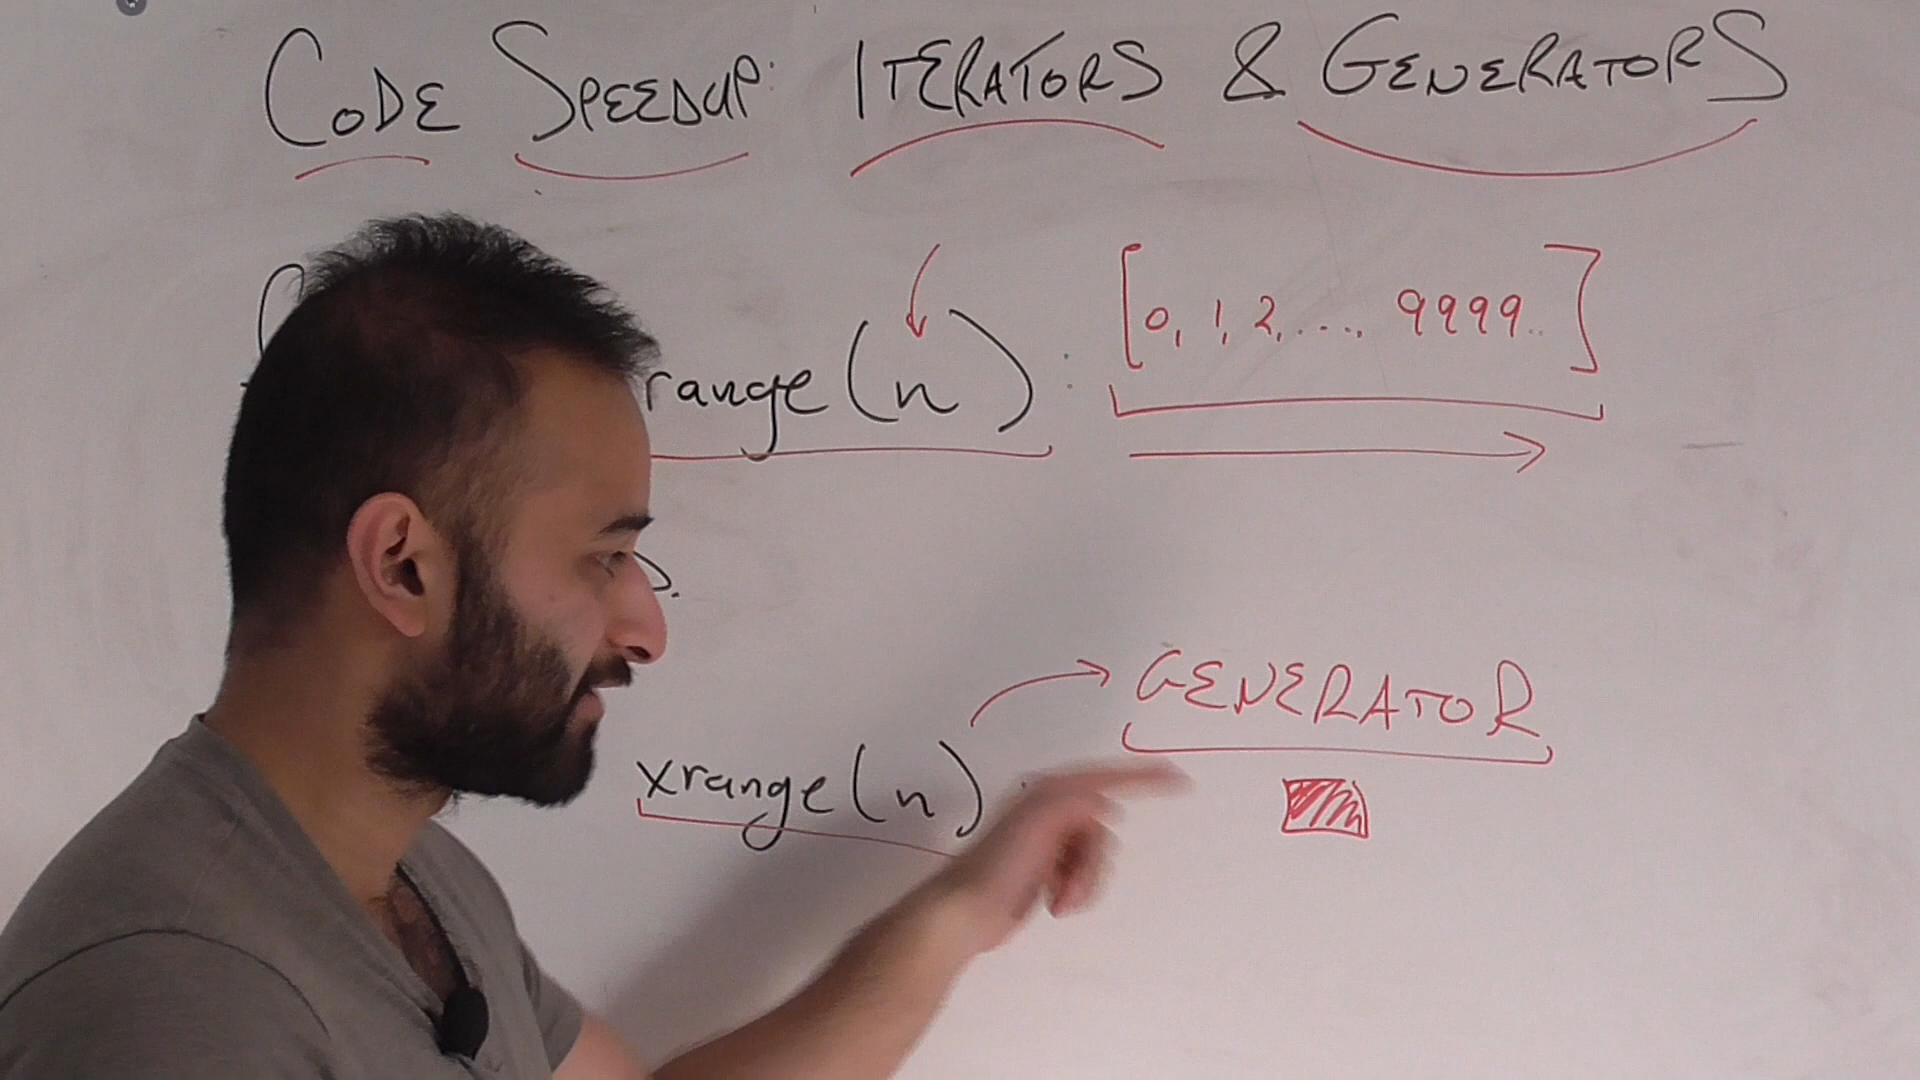 CODE SPEEDUP: ITERATORS & GENERATORS
range(n): [0, 1, 2, ...., 9999..]
GENERATOR
xrange(n)